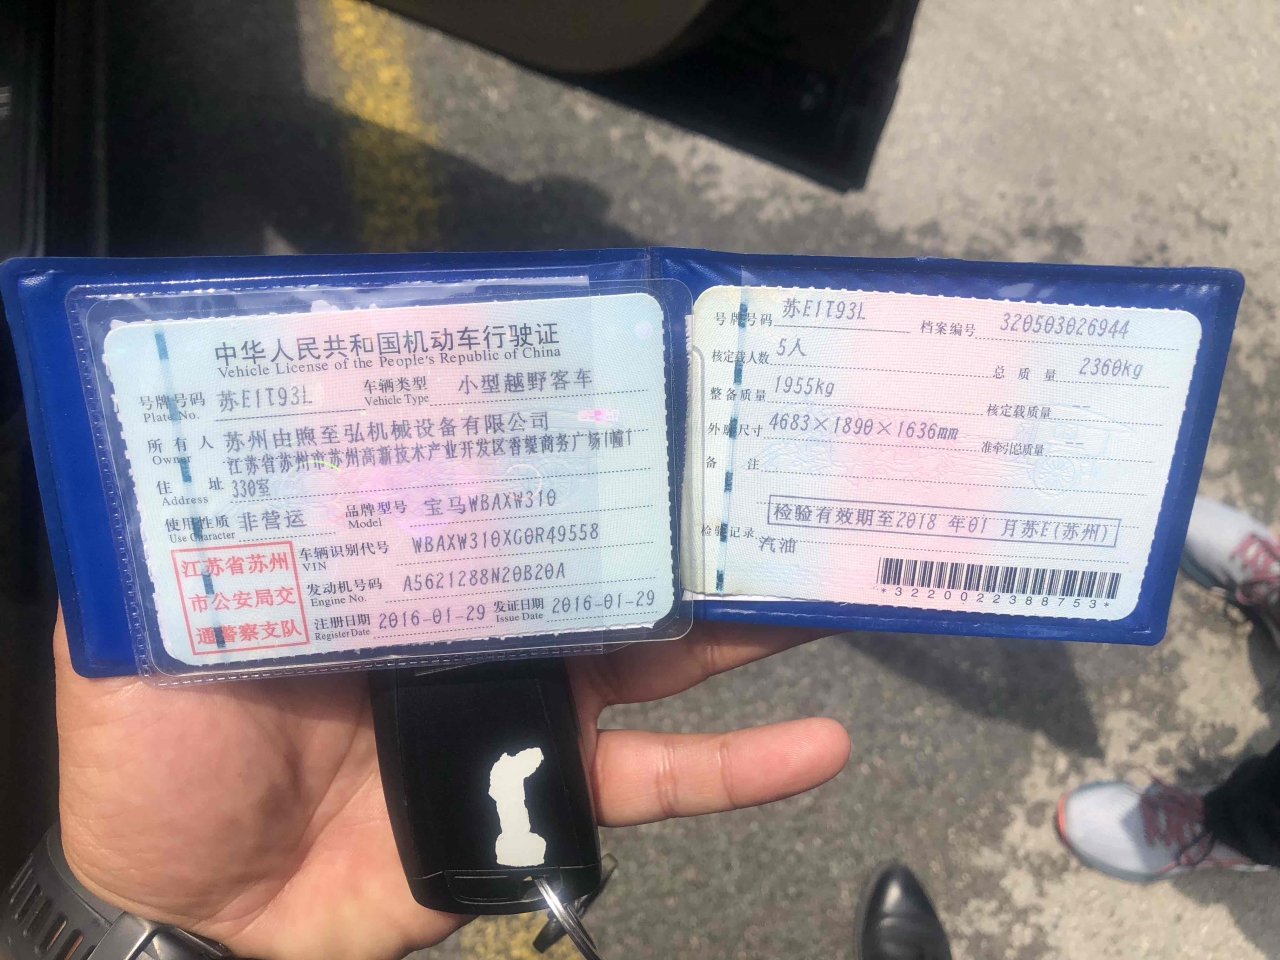 中华人民共和国机动车行驶证
Vehicle License of the People's Republic of China
号牌号码 苏E1T93L 车辆类型 小型越野客车
Plate No. Vehicle Type
所有人 苏州由煦至弘机械设备有限公司
Owner
江苏省苏州市苏州高新技术产业开发区香缇商务广场1幢1
住址 330室
Address
使用性质 非营运 品牌型号 宝马WBAXW310
Use Character Model
江苏省苏州
市公安局交
通警察支队
车辆识别代号 WBAXW310XG0R49558
VIN
发动机号码 A5621288N20B20A
Engine No.
注册日期 2016-01-29 发证日期 2016-01-29
Register Date Issue Date
号牌号码 苏E1T93L 档案编号 320503026944
核定载人数 5人 总质量 2360kg
整备质量 1955kg 核定载质量 --
外廓尺寸 4683×1890×1636mm 准牵引总质量 --
备注
检验有效期至2018年01月苏E(苏州)
检验记录
汽油
*3220022388753*